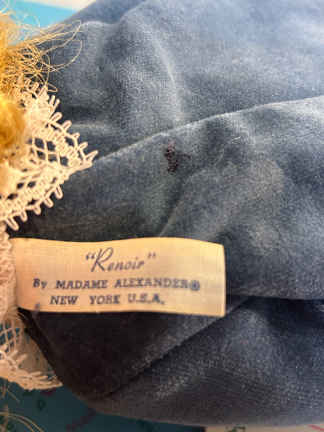 "Renoir"
By MADAME ALEXANDER®
NEW YORK U.S.A.